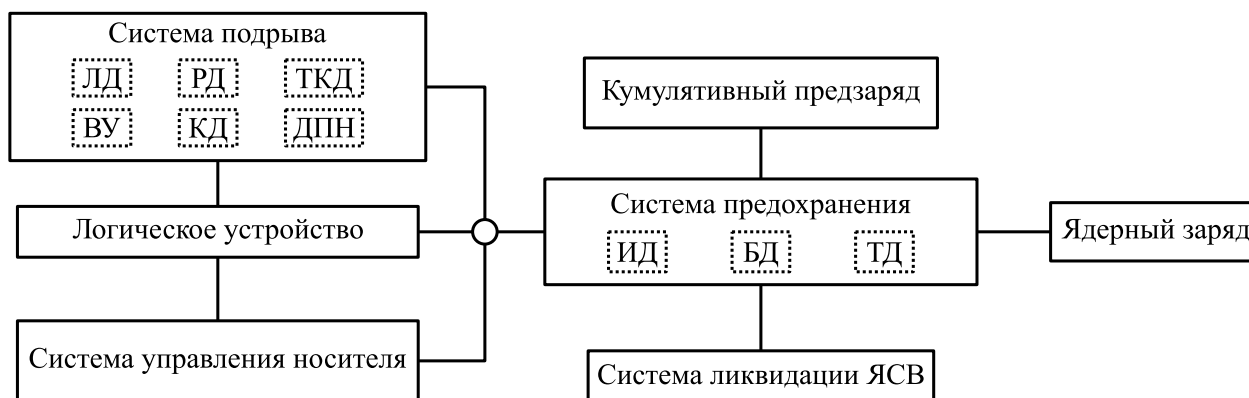 Система подрыва
ЛД РД ТКД
ВУ КД ДПН
Логическое устройство
Система управления носителя
Кумулятивный предзаряд
Система предохранения
ИД БД ТД
Система ликвидации ЯСВ
Ядерный заряд